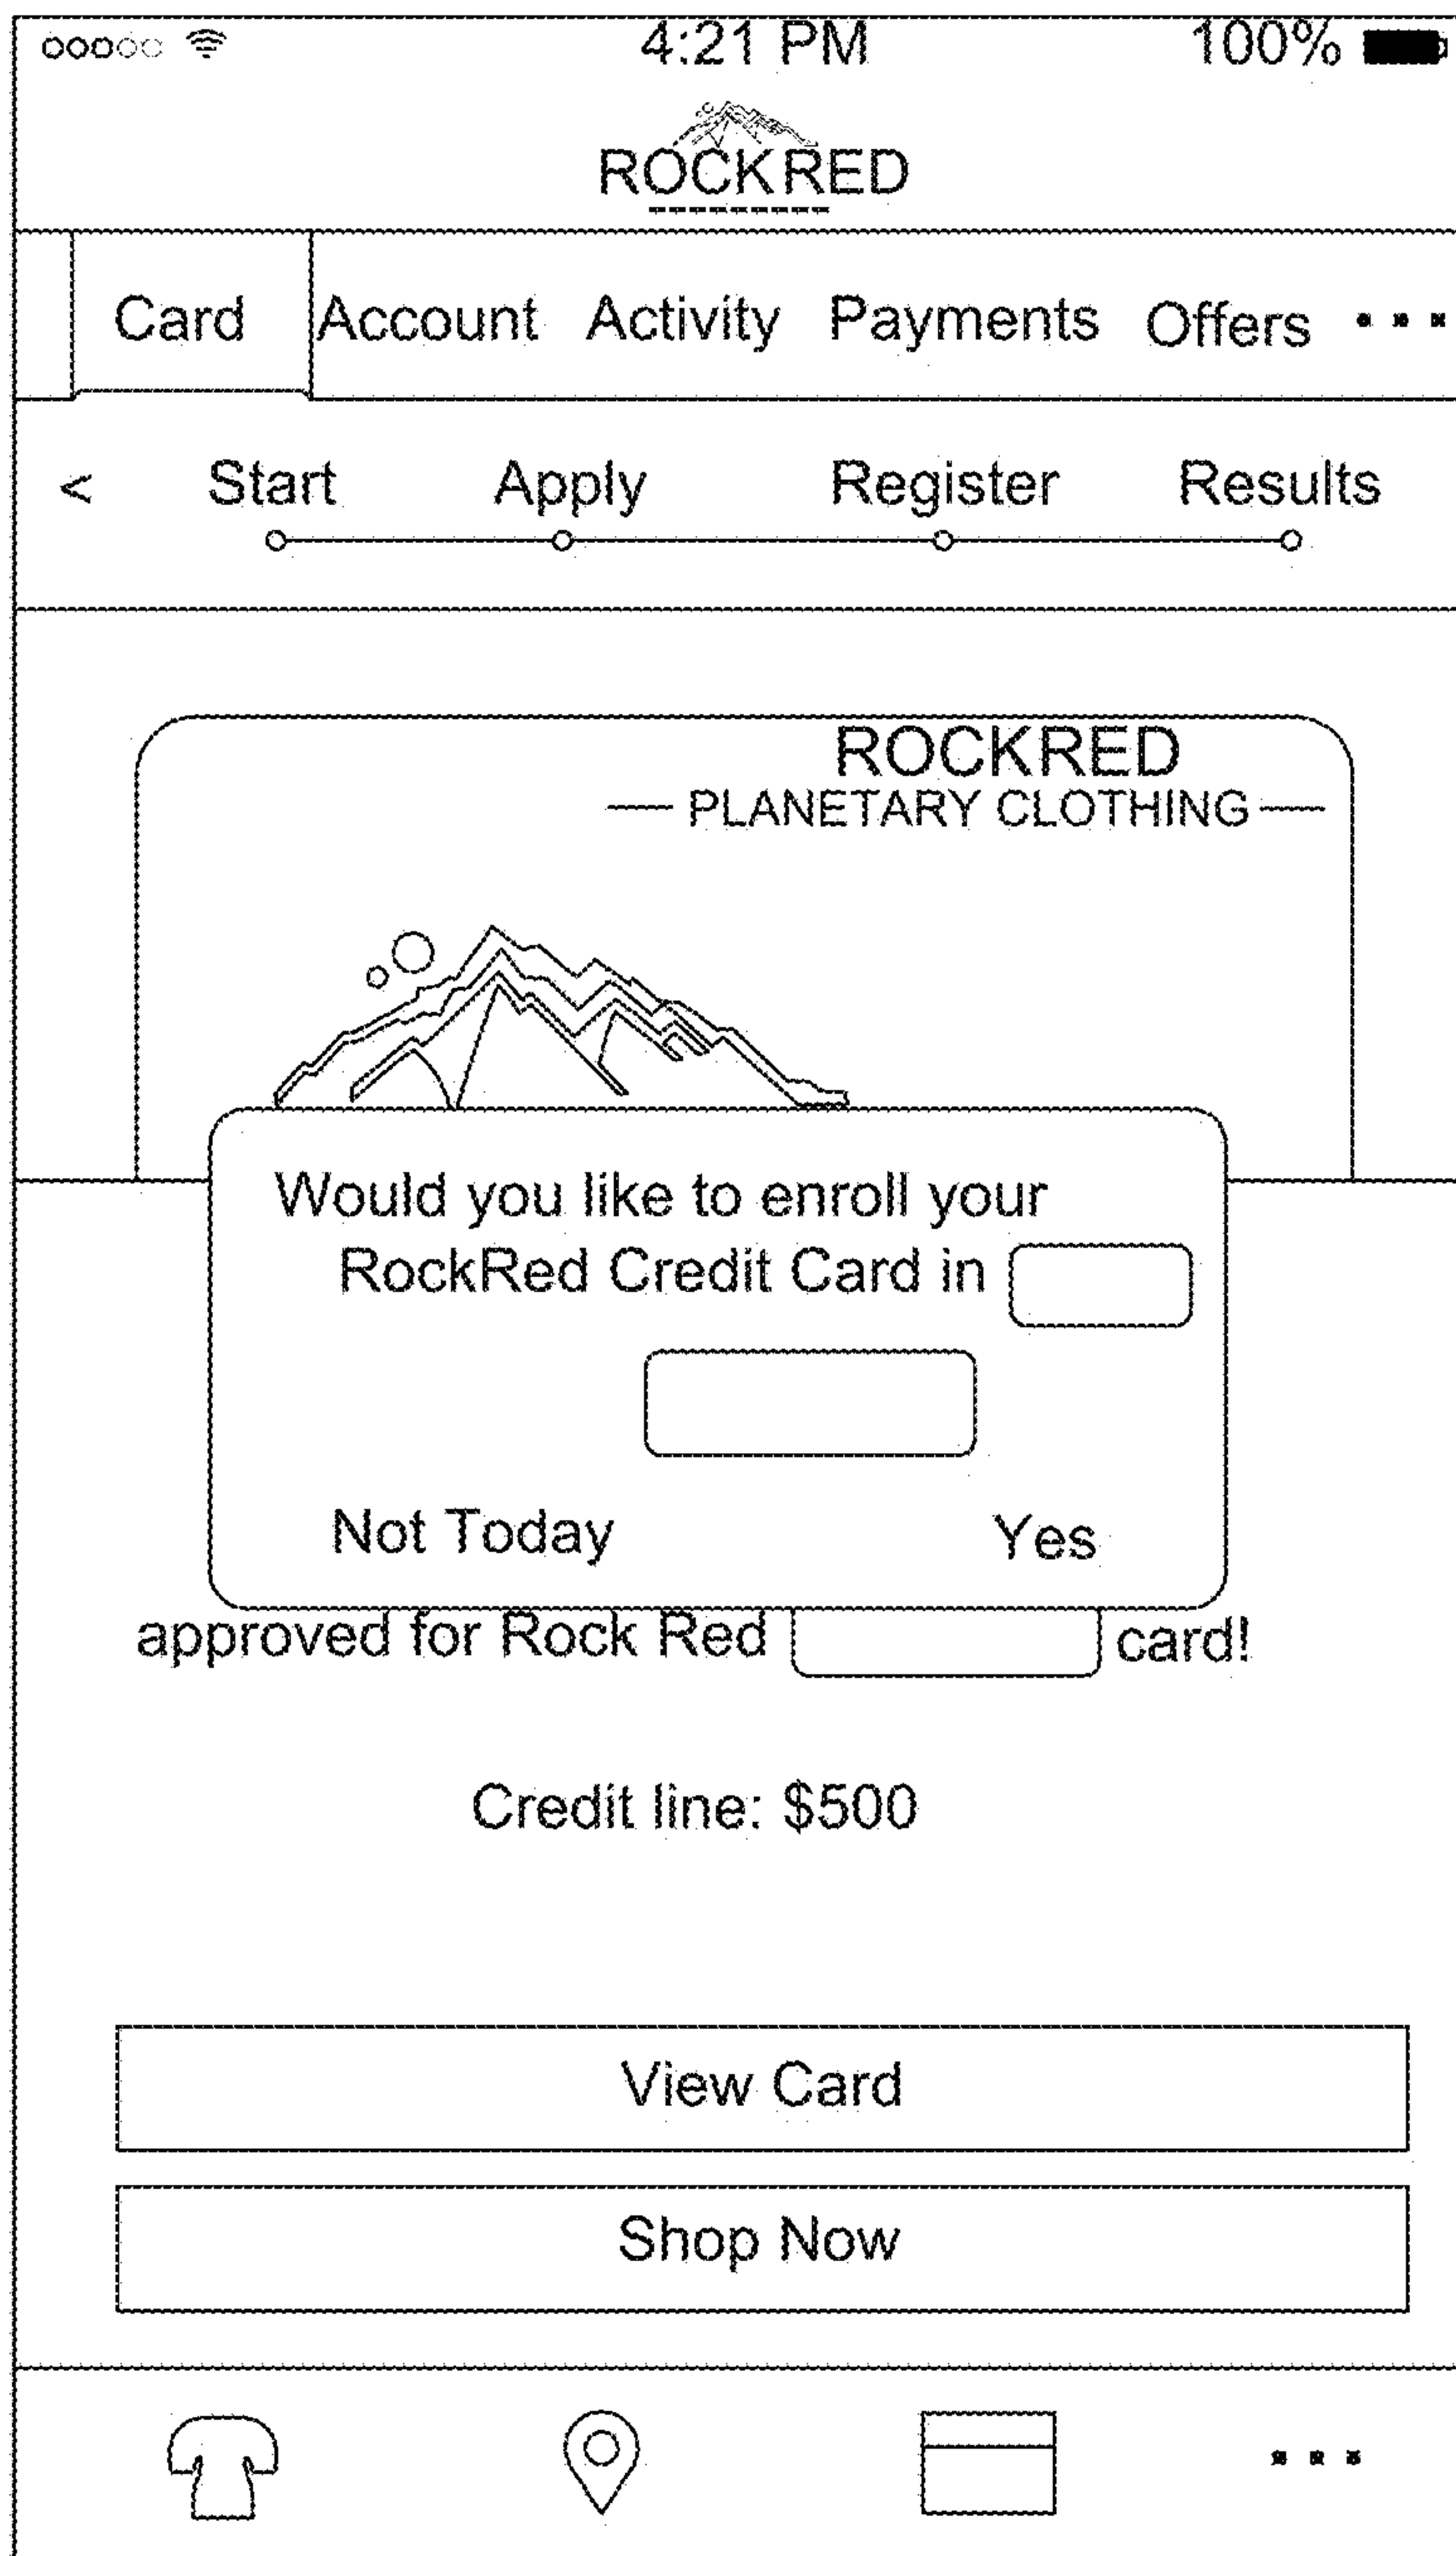 4:21 PM 100%
ROCKRED
Card Account Activity Payments Offers ...
< Start Apply Register Results
ROCKRED
— PLANETARY CLOTHING —
Would you like to enroll your
RockRed Credit Card in
Not Today Yes
approved for Rock Red card!
Credit line: $500
View Card
Shop Now
...